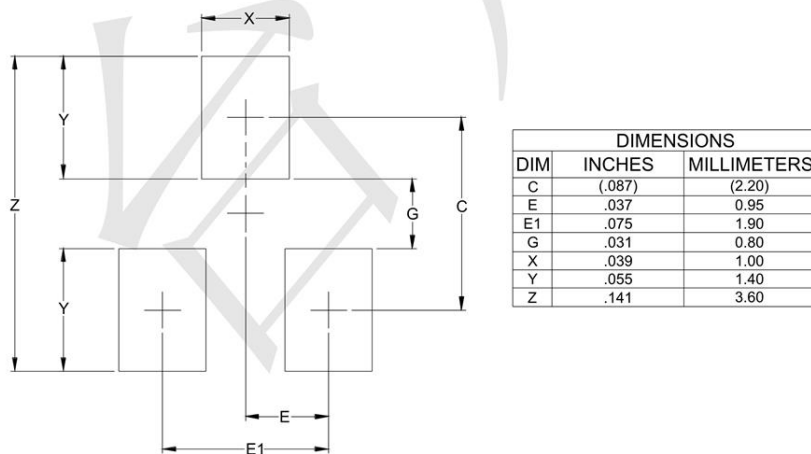 X
Y
Z
G
C
Y
E
E1
DIMENSIONS
DIM INCHES MILLIMETERS
C (.087) (2.20)
E .037 0.95
E1 .075 1.90
G .031 0.80
X .039 1.00
Y .055 1.40
Z .141 3.60